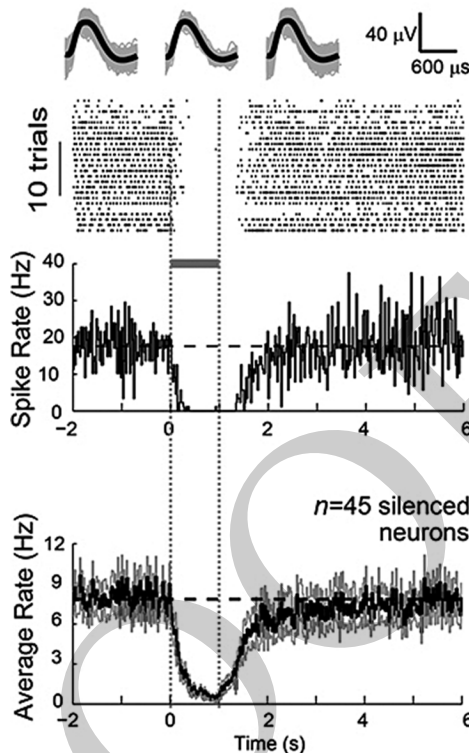 40 μV
600 μs
10 trials
Spike Rate (Hz)
40
30
20
10
0
−2 0 2 4 6
n=45 silenced
neurons
Average Rate (Hz)
12
9
6
3
0
−2 0 2 4 6
Time (s)